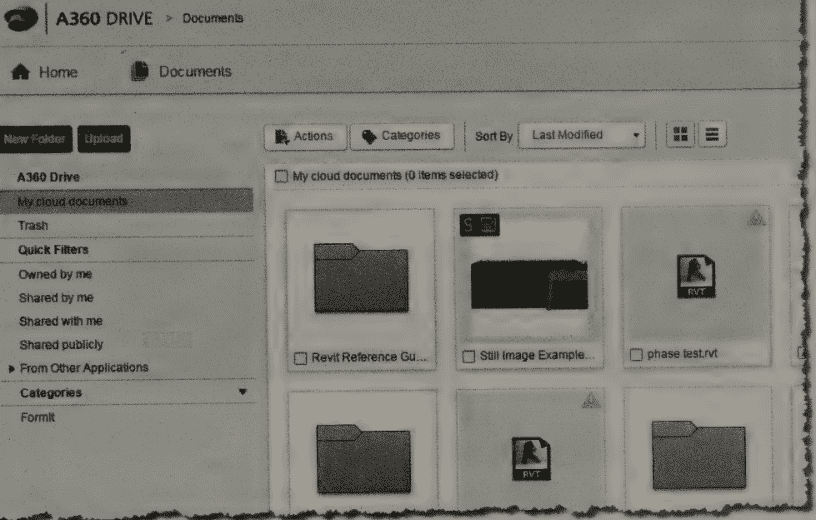 A360 DRIVE > Documents
Home Documents
New Folder Upload
Actions Categories Sort By Last Modified
A360 Drive
My cloud documents
Trash
Quick Filters
Owned by me
Shared by me
Shared with me
Shared publicly
From Other Applications
Categories
FormIt
My cloud documents (0 items selected)
Revit Reference Gu... Still Image Example... phase test.rvt
RVT
RVT